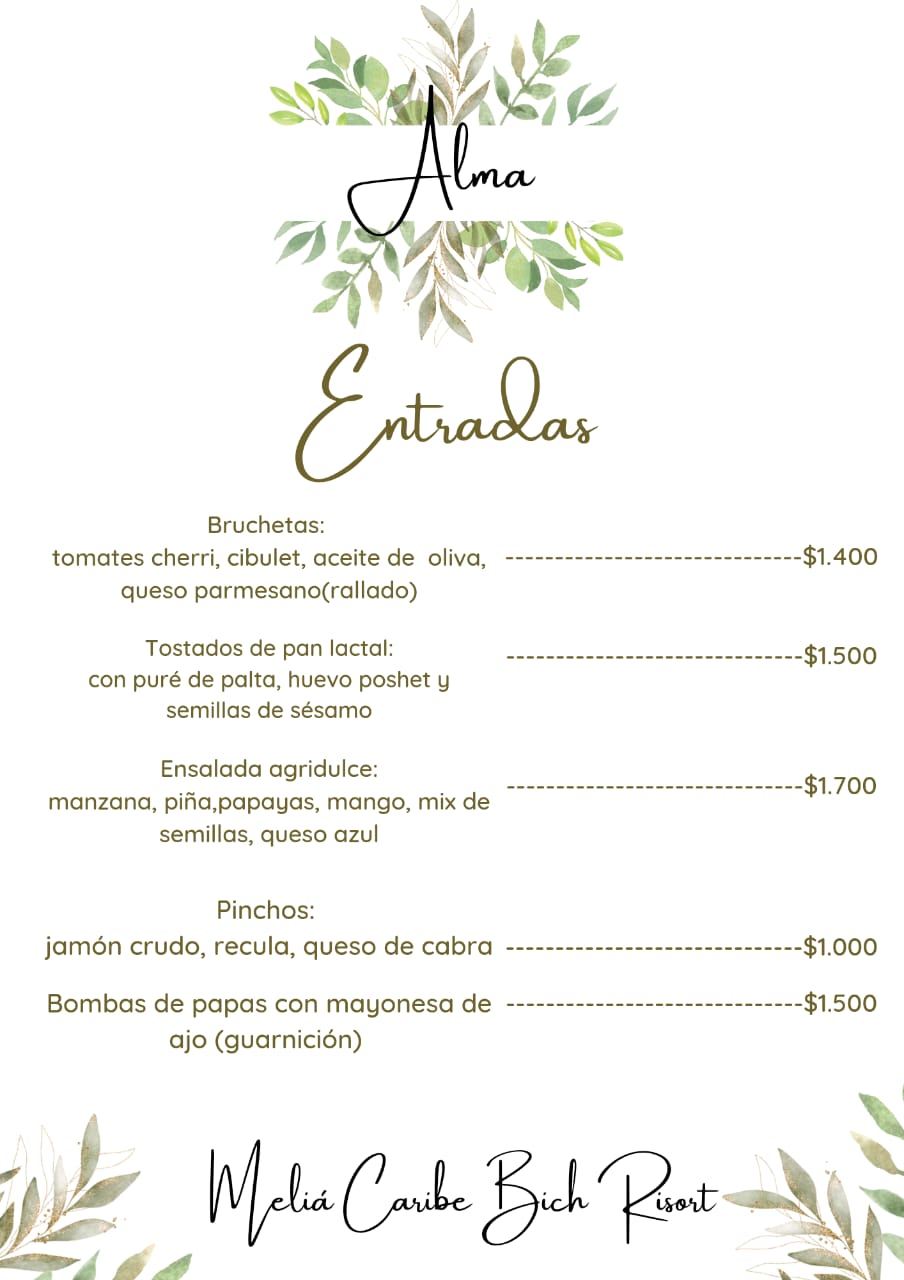 Alma
Entradas
Bruchetas:
tomates cherri, cibulet, aceite de oliva, ------------------------------$1.400
queso parmesano(rallado)
Tostados de pan lactal: ------------------------------$1.500
con puré de palta, huevo poshet y
semillas de sésamo
Ensalada agridulce: ------------------------------$1.700
manzana, piña,papayas, mango, mix de
semillas, queso azul
Pinchos:
jamón crudo, recula, queso de cabra ------------------------------$1.000
Bombas de papas con mayonesa de ------------------------------$1.500
ajo (guarnición)
Meliá Caribe Bich Risort